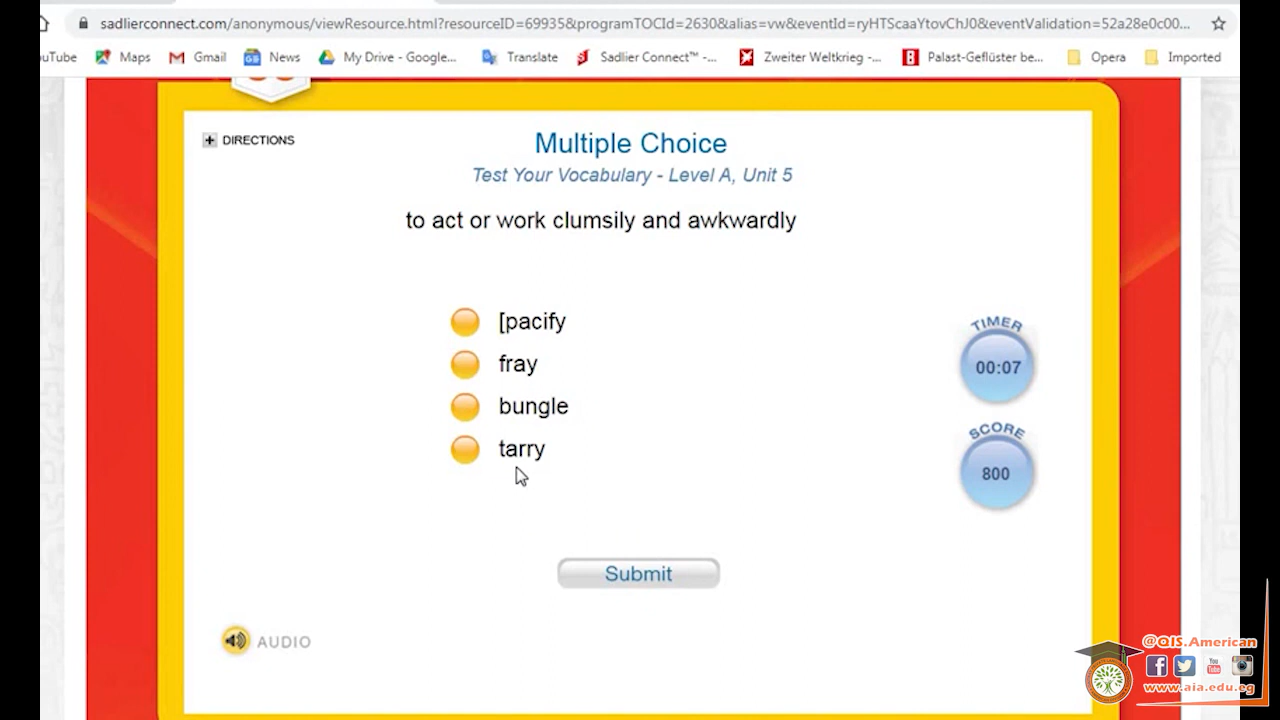 sadlierconnect.com/anonymous/viewResource.html?resourceID=69935&programTOCId=2630&alias=vw&eventId=ryHTScaaYtovChJ0&eventValidation=52a28e0c00...
uTube Maps Gmail News My Drive - Google... Translate Sadlier Connect™ -... Zweiter Weltkrieg -... Palast-Geflüster be... Opera Imported
+ DIRECTIONS
Multiple Choice
Test Your Vocabulary - Level A, Unit 5
to act or work clumsily and awkwardly
[pacify
fray
bungle
tarry
TIMER
00:07
SCORE
800
Submit
AUDIO
@QIS.American
www.aia.edu.eg